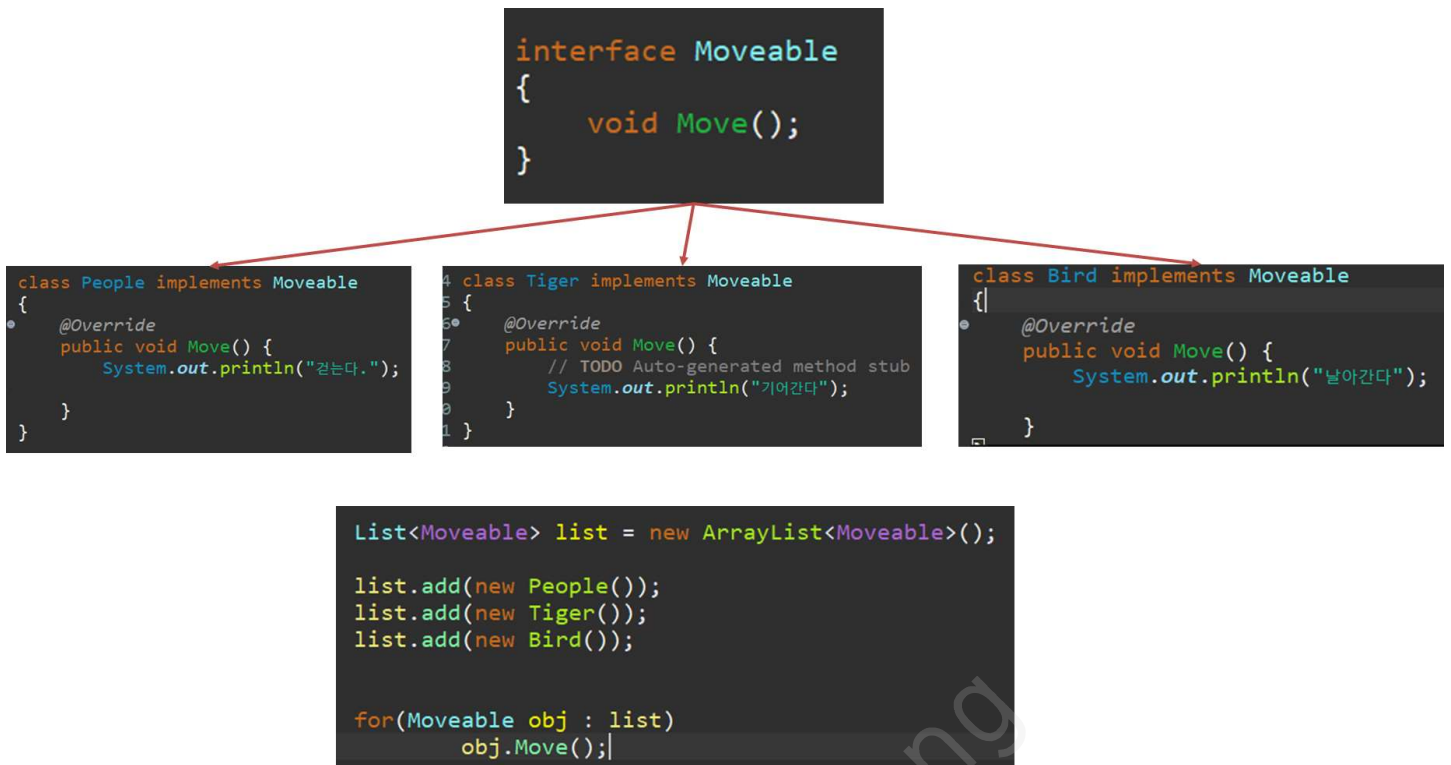 interface Moveable
{
    void Move();
}
class People implements Moveable
{
    @Override
    public void Move() {
        System.out.println("걷는다.");
    }
}
4 class Tiger implements Moveable
5 {
6 @Override
7 public void Move() {
8 // TODO Auto-generated method stub
9 System.out.println("기어간다");
0 }
1 }
class Bird implements Moveable
{
    @Override
    public void Move() {
        System.out.println("날아간다");
    }
List<Moveable> list = new ArrayList<Moveable>();
list.add(new People());
list.add(new Tiger());
list.add(new Bird());
for(Moveable obj : list)
        obj.Move();
ng